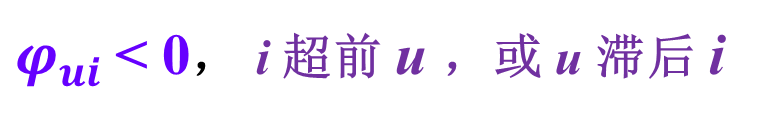 φui < 0， i 超前 u ，或 u 滞后 i